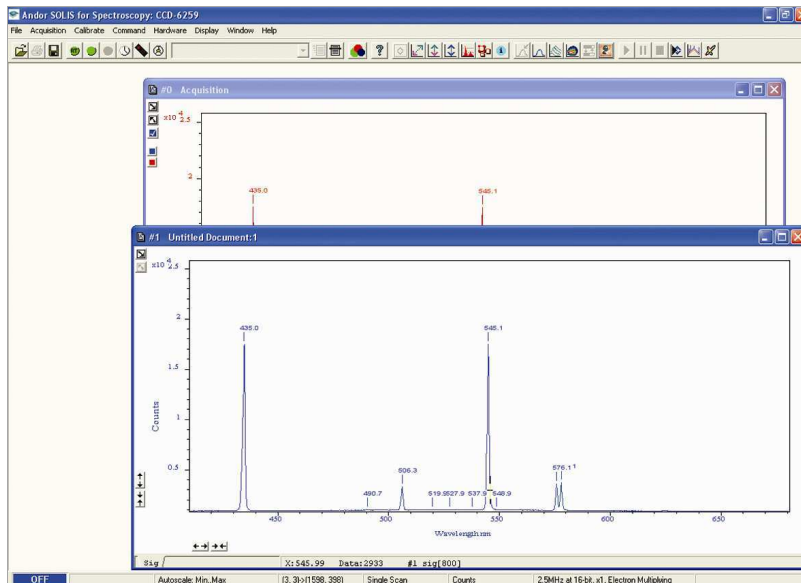 Andor SOLIS for Spectroscopy: CCD-6259
File Acquisition Calibrate Command Hardware Display Window Help
#0 Acquisition
x10 4
2.5
2
435.0
545.1
#1 Untitled Document:1
x10 4
2.5
2
1.5
1
0.5
Counts
435.0
545.1
506.3
576.1
490.7
527.9
537.9
548.9
450
500
550
600
650
Wavelength nm
Sig
X:545.99 Data:2933 #1 sig[800]
OFF
Autoscale: Min..Max
(3, 3)->(1598, 398)
Single Scan
Counts
2.5MHz at 16-bit, x1, Electron Multiplying